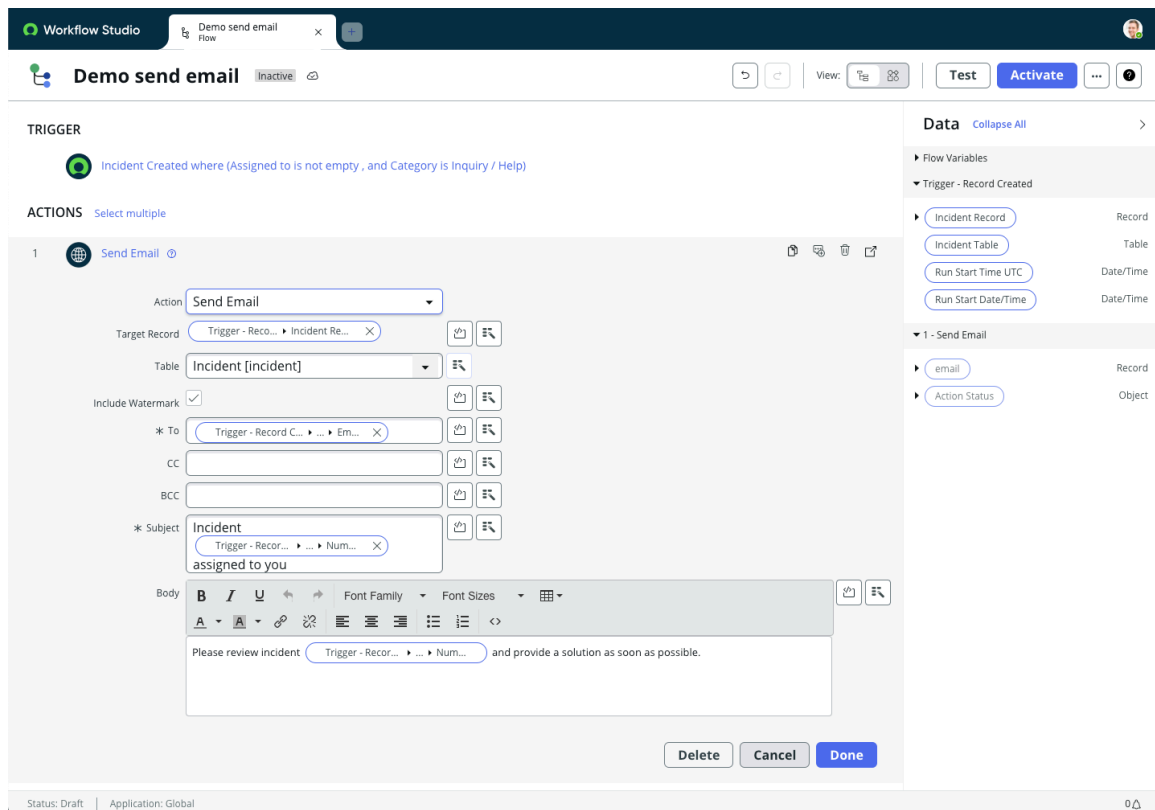 Workflow Studio
Demo send email
Flow
Demo send email Inactive
View:
Test
Activate
TRIGGER
Incident Created where (Assigned to is not empty , and Category is Inquiry / Help)
ACTIONS Select multiple
1 Send Email
Action Send Email
Target Record Trigger - Reco... Incident Re...
Table Incident [incident]
Include Watermark
* To Trigger - Record C... ... Em...
CC
BCC
* Subject Incident
Trigger - Recor... ... Num...
assigned to you
Body
B I U Font Family Font Sizes
A A
Please review incident Trigger - Recor... ... Num... and provide a solution as soon as possible.
Delete Cancel Done
Data Collapse All
Flow Variables
Trigger - Record Created
Incident Record Record
Incident Table Table
Run Start Time UTC Date/Time
Run Start Date/Time Date/Time
1 - Send Email
email Record
Action Status Object
Status: Draft | Application: Global
0